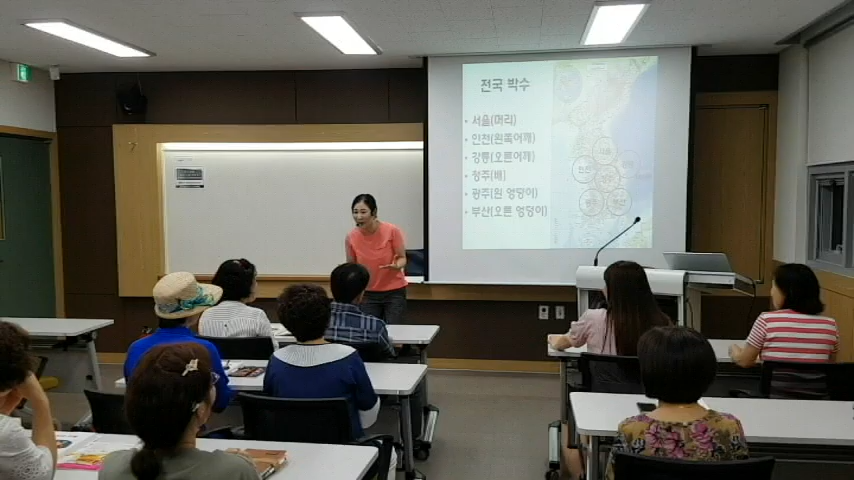 전국 박수
• 서울(머리)
• 인천(왼쪽어깨)
• 강릉(오른어깨)
• 청주(배)
• 광주(왼 엉덩이)
• 부산(오른 엉덩이)